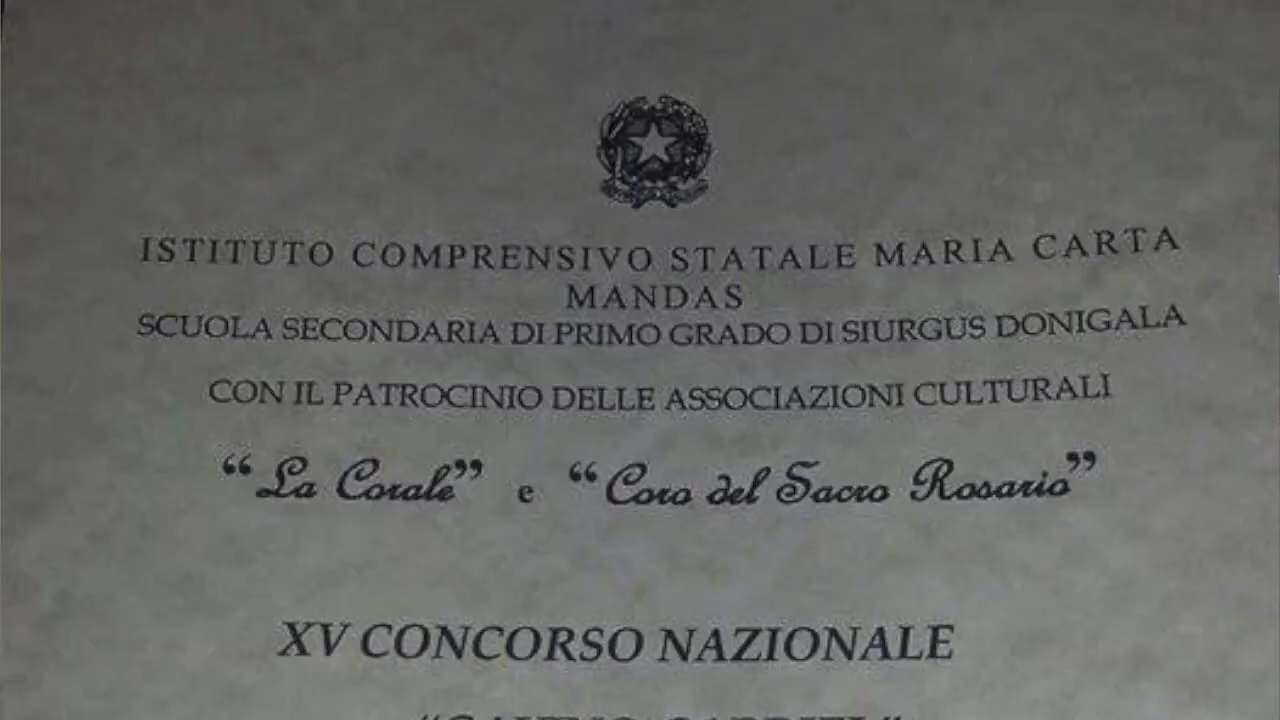 ISTITUTO COMPRENSIVO STATALE MARIA CARTA
MANDAS
SCUOLA SECONDARIA DI PRIMO GRADO DI SIURGUS DONIGALA
CON IL PATROCINIO DELLE ASSOCIAZIONI CULTURALI
“La Corale” e “Coro del Sacro Rosario”
XV CONCORSO NAZIONALE